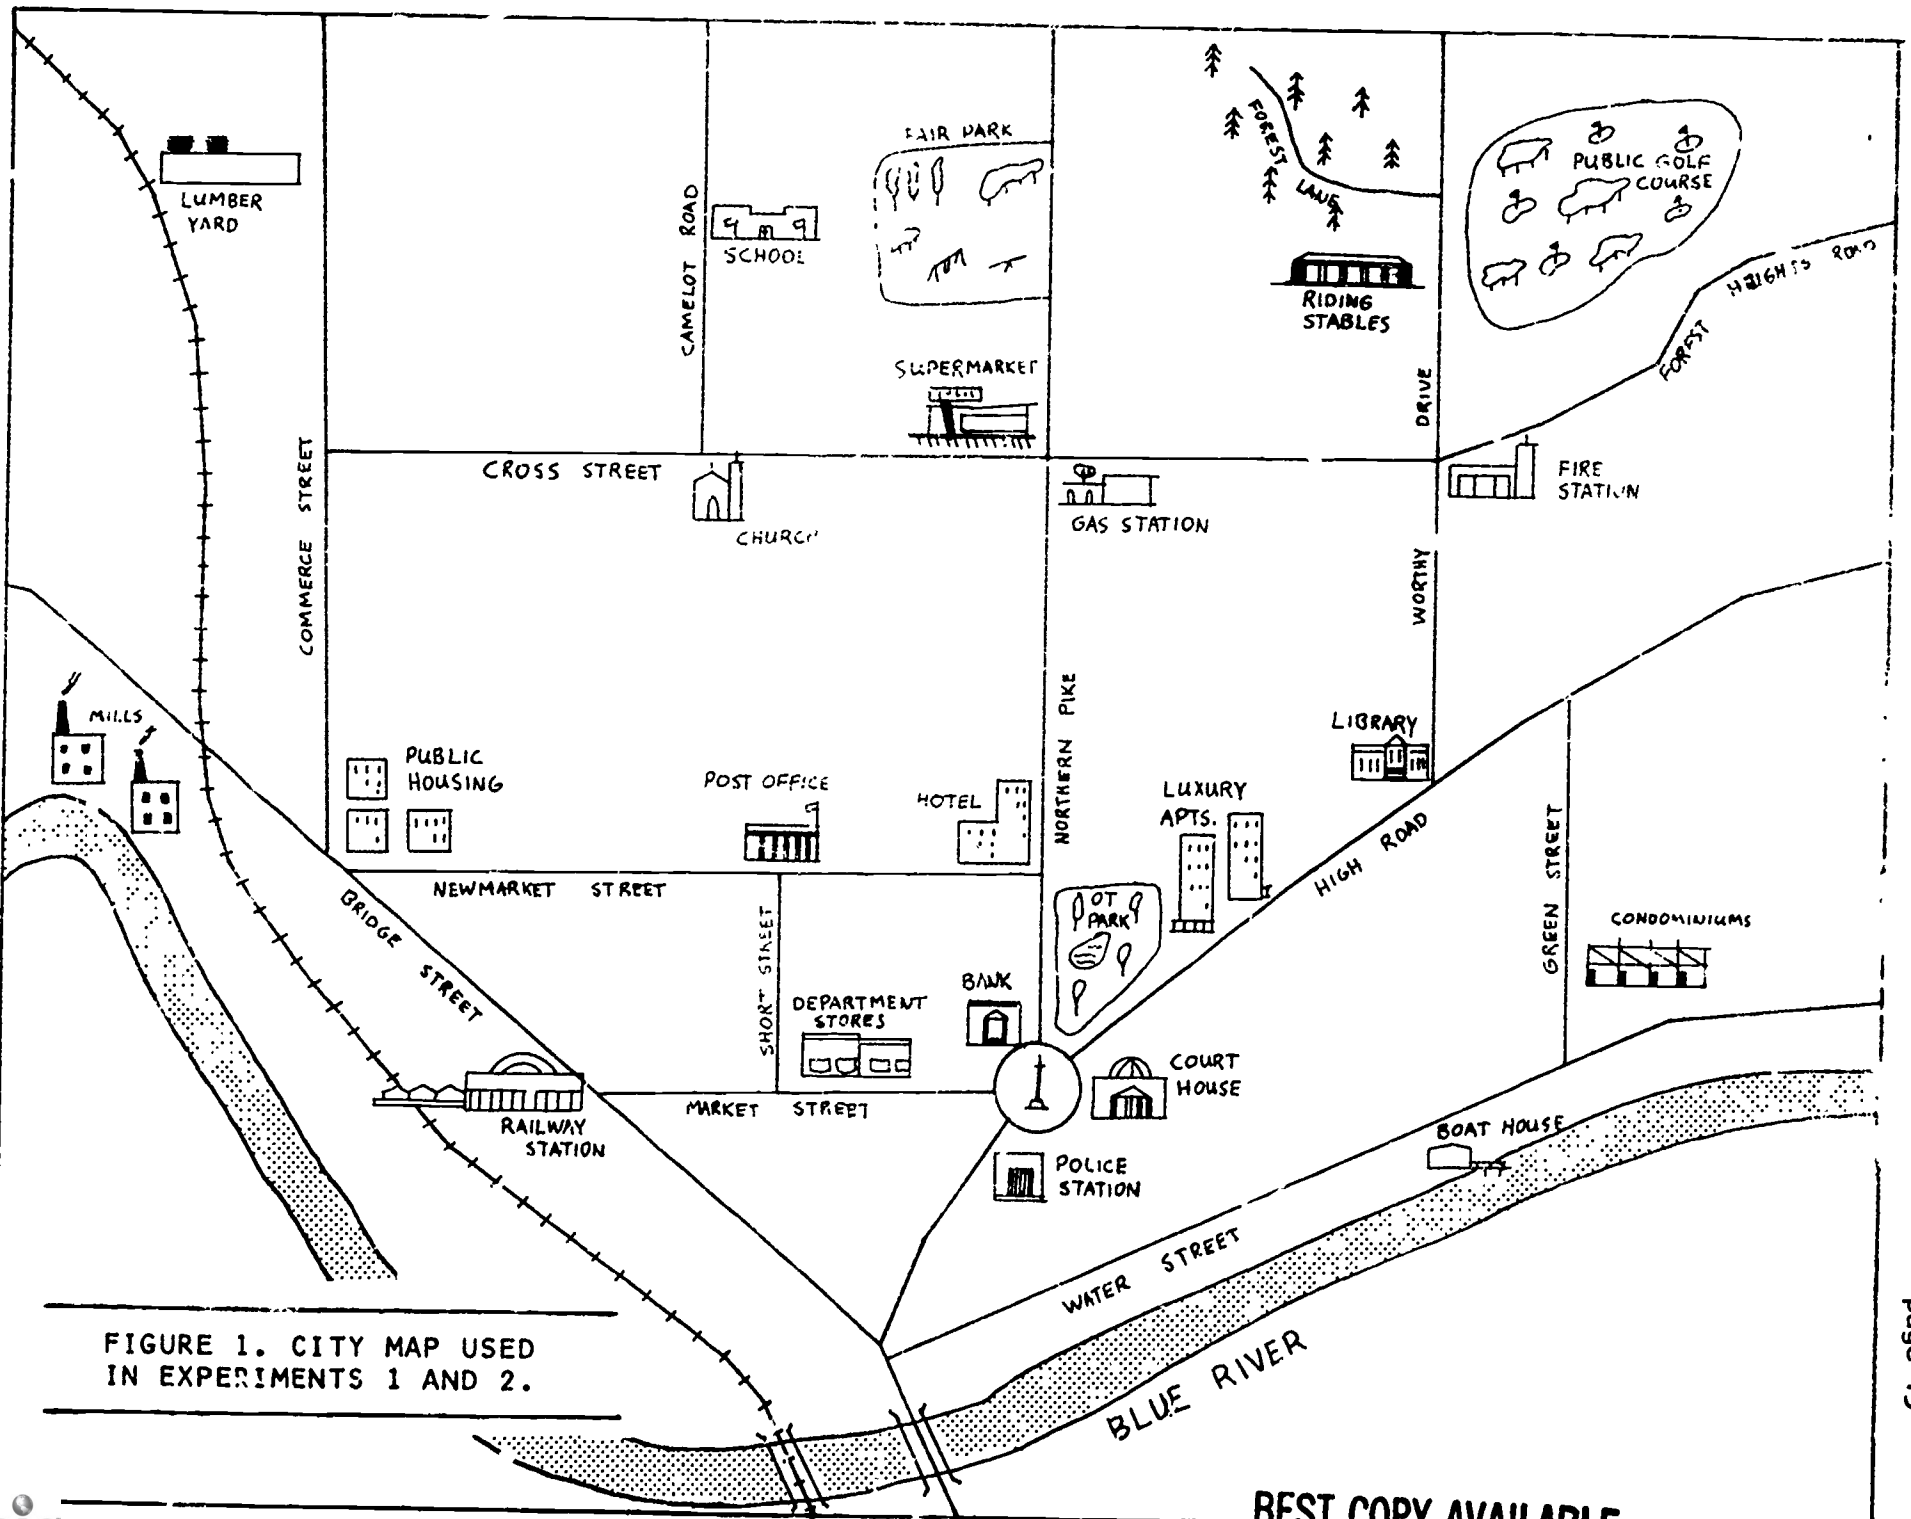 FAIR PARK
FOREST
LANE
PUBLIC GOLF
COURSE
LUMBER
YARD
CAMELOT ROAD
SCHOOL
FOREST HEIGHTS ROAD
RIDING
STABLES
SUPERMARKET
WORTHY DRIVE
COMMERCE STREET
CROSS STREET
CHURCH
GAS STATION
FIRE
STATION
MILLS
PUBLIC
HOUSING
POST OFFICE
HOTEL
NORTHERN PIKE
LUXURY
APTS.
LIBRARY
HIGH ROAD
GREEN STREET
NEWMARKET STREET
BRIDGE STREET
SHORT STREET
OT
PARK
CONDOMINIUMS
BANK
DEPARTMENT
STORES
COURT
HOUSE
MARKET STREET
RAILWAY
STATION
POLICE
STATION
BOAT HOUSE
WATER STREET
BLUE RIVER
FIGURE 1. CITY MAP USED
IN EXPERIMENTS 1 AND 2.
BEST COPY AVAILABLE